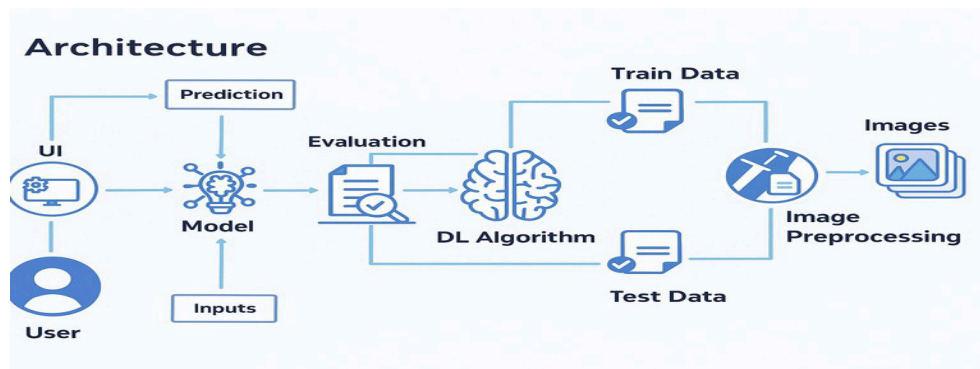 Architecture
Train Data
Prediction
Images
Evaluation
UI
Model
DL Algorithm
Image
Preprocessing
Inputs
Test Data
User